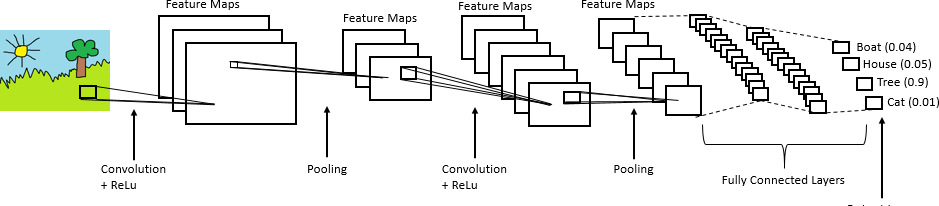 Feature Maps
Feature Maps
Feature Maps
Feature Maps
Boat (0.04)
House (0.05)
Tree (0.9)
Cat (0.01)
Convolution
+ ReLu
Pooling
Convolution
+ ReLu
Pooling
Fully Connected Layers